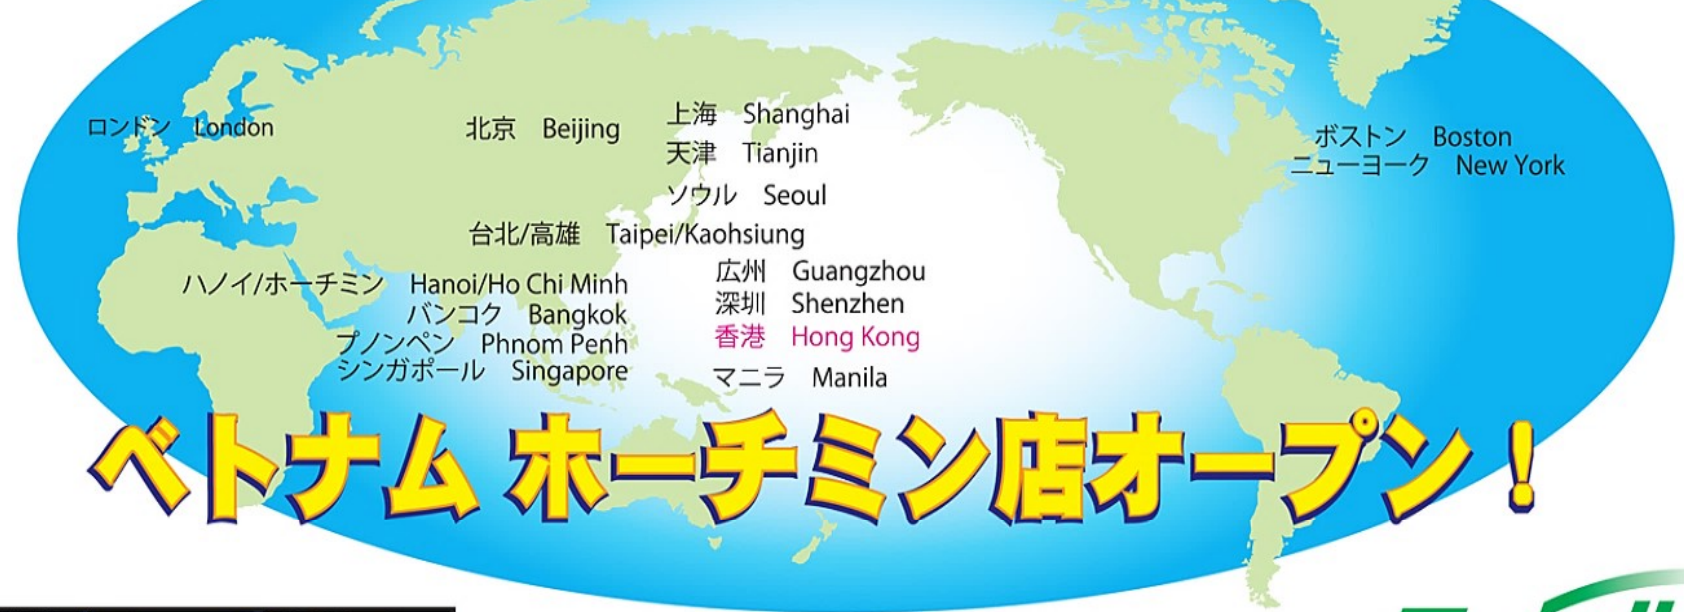 ロンドン London
北京 Beijing
上海 Shanghai
天津 Tianjin
ソウル Seoul
台北/高雄 Taipei/Kaohsiung
ハノイ/ホーチミン Hanoi/Ho Chi Minh
バンコク Bangkok
プノンペン Phnom Penh
シンガポール Singapore
広州 Guangzhou
深圳 Shenzhen
香港 Hong Kong
マニラ Manila
ボストン Boston
ニューヨーク New York
ベトナム ホーチミン店オープン！